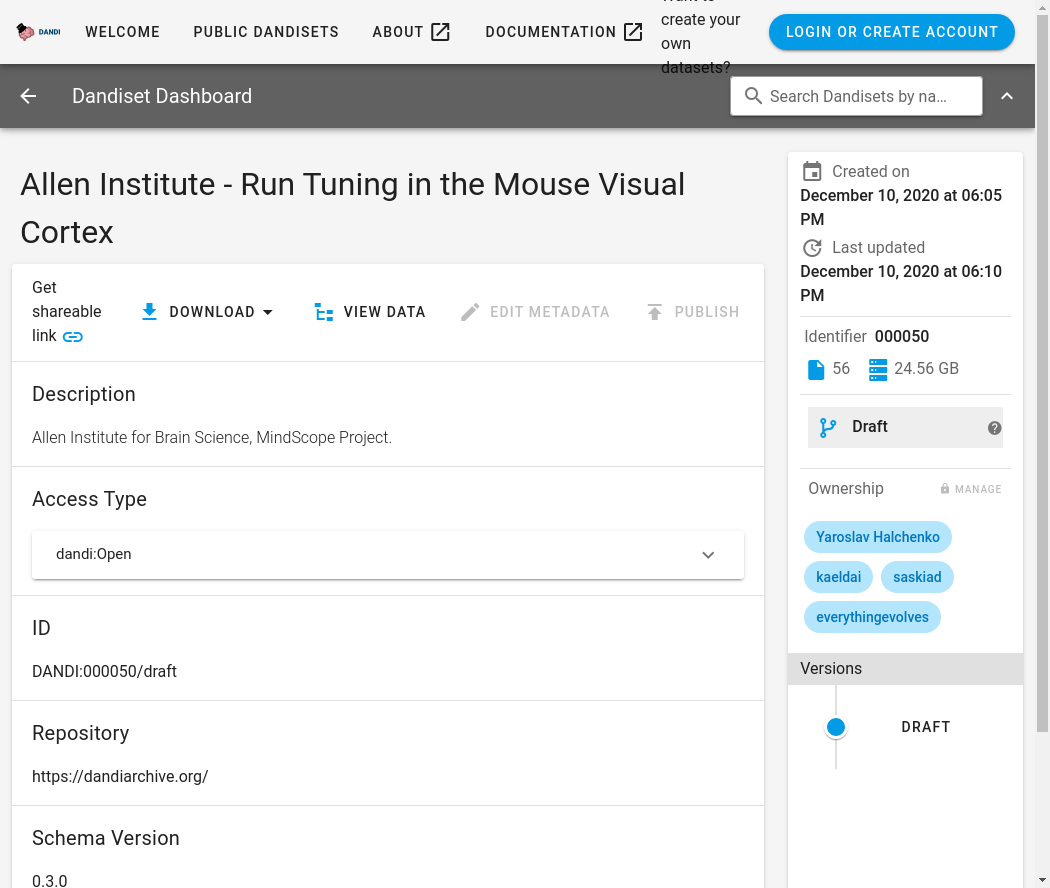 DANDI
WELCOME
PUBLIC DANDISETS
ABOUT
DOCUMENTATION
create your
own
datasets?
LOGIN OR CREATE ACCOUNT
Dandiset Dashboard
Search Dandisets by na…
Allen Institute - Run Tuning in the Mouse Visual
Cortex
Get
shareable
link
DOWNLOAD
VIEW DATA
EDIT METADATA
PUBLISH
Description
Allen Institute for Brain Science, MindScope Project.
Access Type
dandi:Open
ID
DANDI:000050/draft
Repository
https://dandiarchive.org/
Schema Version
0.3.0
Created on
December 10, 2020 at 06:05
PM
Last updated
December 10, 2020 at 06:10
PM
Identifier 000050
56 24.56 GB
Draft
Ownership
MANAGE
Yaroslav Halchenko
kaeldai saskiad
everythingevolves
Versions
DRAFT